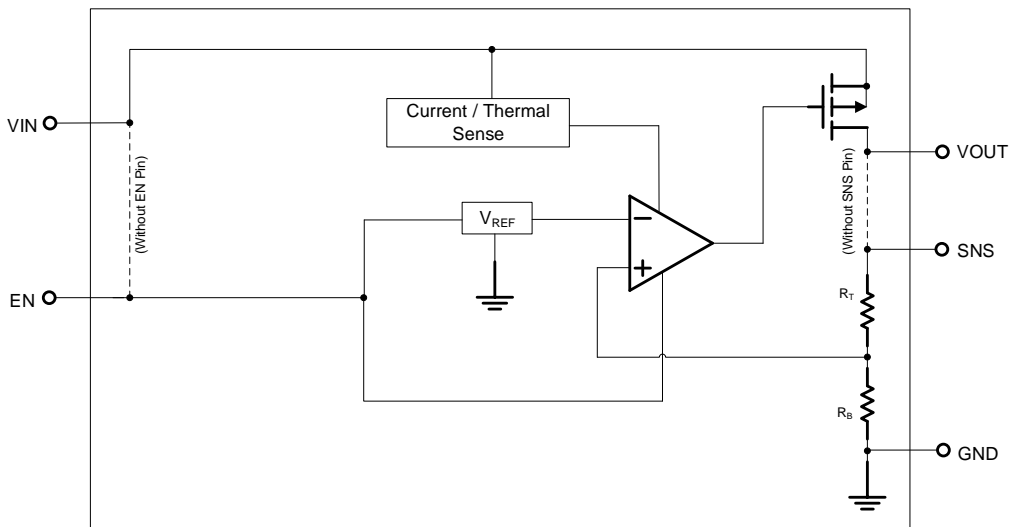 Current / Thermal
Sense
VIN
(Without EN Pin)
VOUT
(Without SNS Pin)
VREF
−
SNS
+
EN
RT
RB
GND